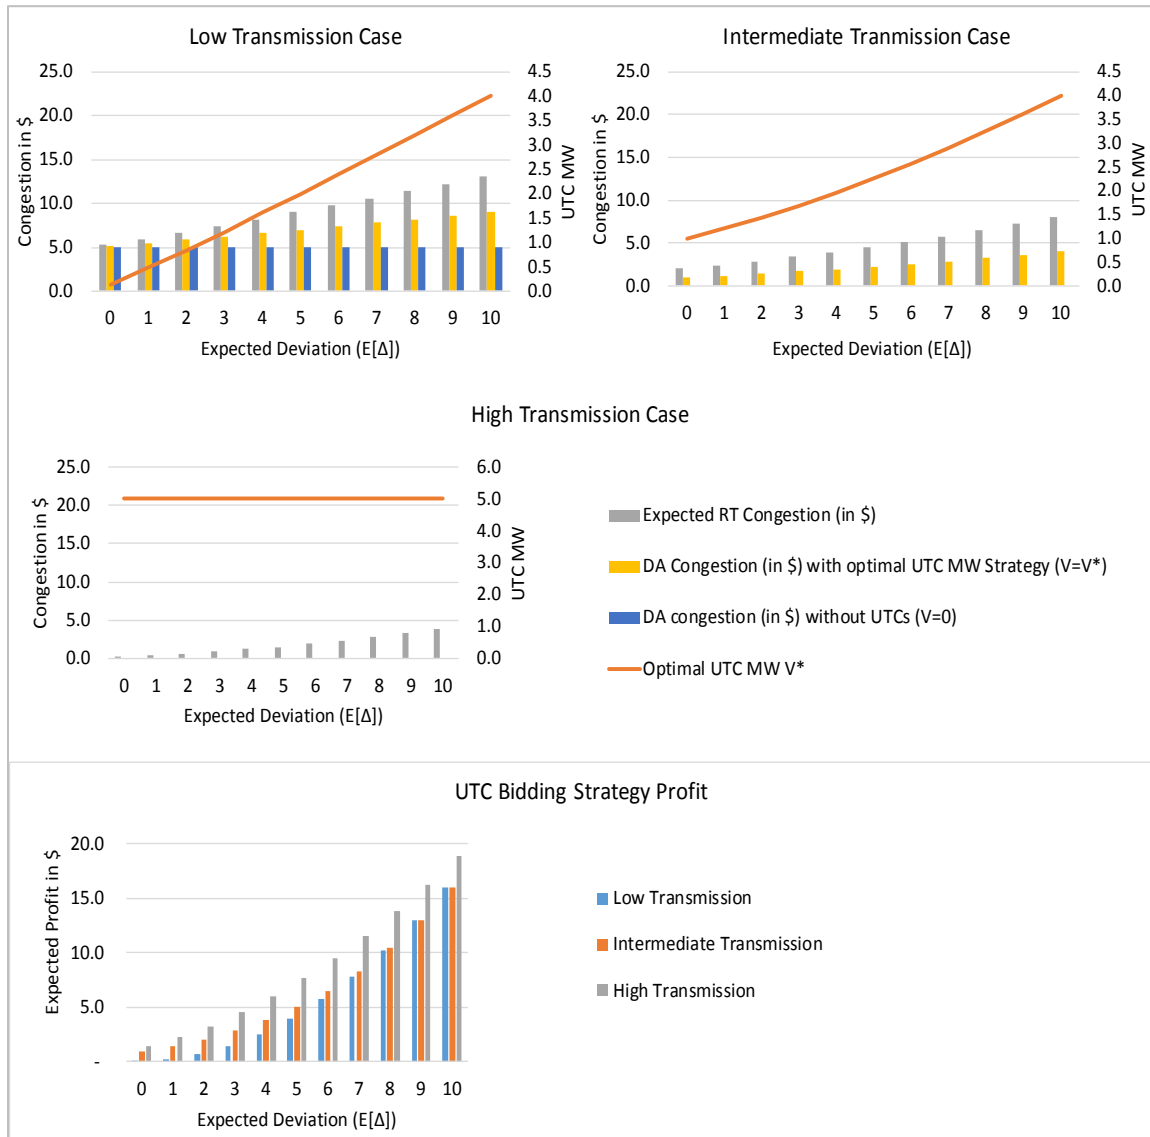 Low Transmission Case
25.0
20.0
15.0
10.0
5.0
0.0
Congestion in $
4.5
4.0
3.5
3.0
2.5
2.0
1.5
1.0
0.5
0.0
UTC MW
0 1 2 3 4 5 6 7 8 9 10
Expected Deviation (E[Δ])
Intermediate Tranmission Case
25.0
20.0
15.0
10.0
5.0
0.0
Congestion in $
4.5
4.0
3.5
3.0
2.5
2.0
1.5
1.0
0.5
0.0
UTC MW
0 1 2 3 4 5 6 7 8 9 10
Expected Deviation (E[Δ])
High Transmission Case
25.0
20.0
15.0
10.0
5.0
0.0
Congestion in $
6.0
5.0
4.0
3.0
2.0
1.0
0.0
UTC MW
0 1 2 3 4 5 6 7 8 9 10
Expected Deviation (E[Δ])
Expected RT Congestion (in $)
DA Congestion (in $) with optimal UTC MW Strategy (V=V*)
DA congestion (in $) without UTCs (V=0)
Optimal UTC MW V*
UTC Bidding Strategy Profit
20.0
15.0
10.0
5.0
-
Expected Profit in $
0 1 2 3 4 5 6 7 8 9 10
Expected Deviation (E[Δ])
Low Transmission
Intermediate Transmission
High Transmission